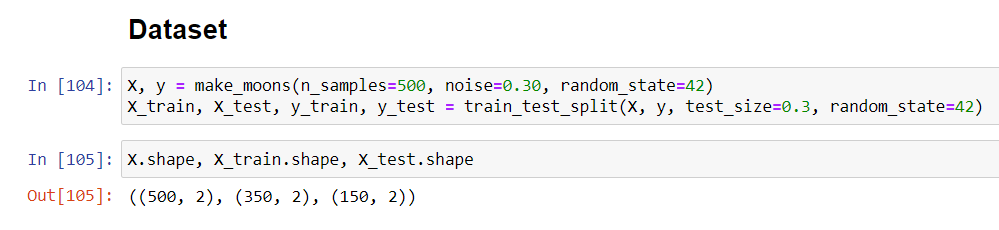 Dataset
In [104]: X, y = make_moons(n_samples=500, noise=0.30, random_state=42)
X_train, X_test, y_train, y_test = train_test_split(X, y, test_size=0.3, random_state=42)
In [105]: X.shape, X_train.shape, X_test.shape
Out[105]: ((500, 2), (350, 2), (150, 2))